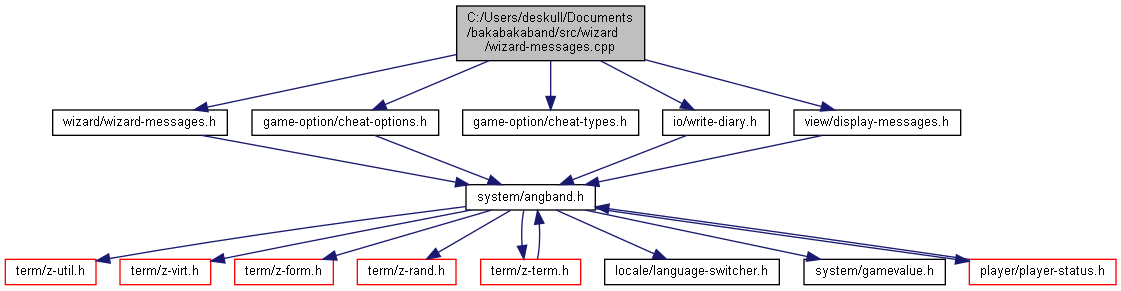 C:/Users/deskull/Documents
/bakabakaband/src/wizard
/wizard-messages.cpp
wizard/wizard-messages.h
game-option/cheat-options.h
game-option/cheat-types.h
io/write-diary.h
view/display-messages.h
system/angband.h
term/z-util.h
term/z-virt.h
term/z-form.h
term/z-rand.h
term/z-term.h
locale/language-switcher.h
system/gamevalue.h
player/player-status.h